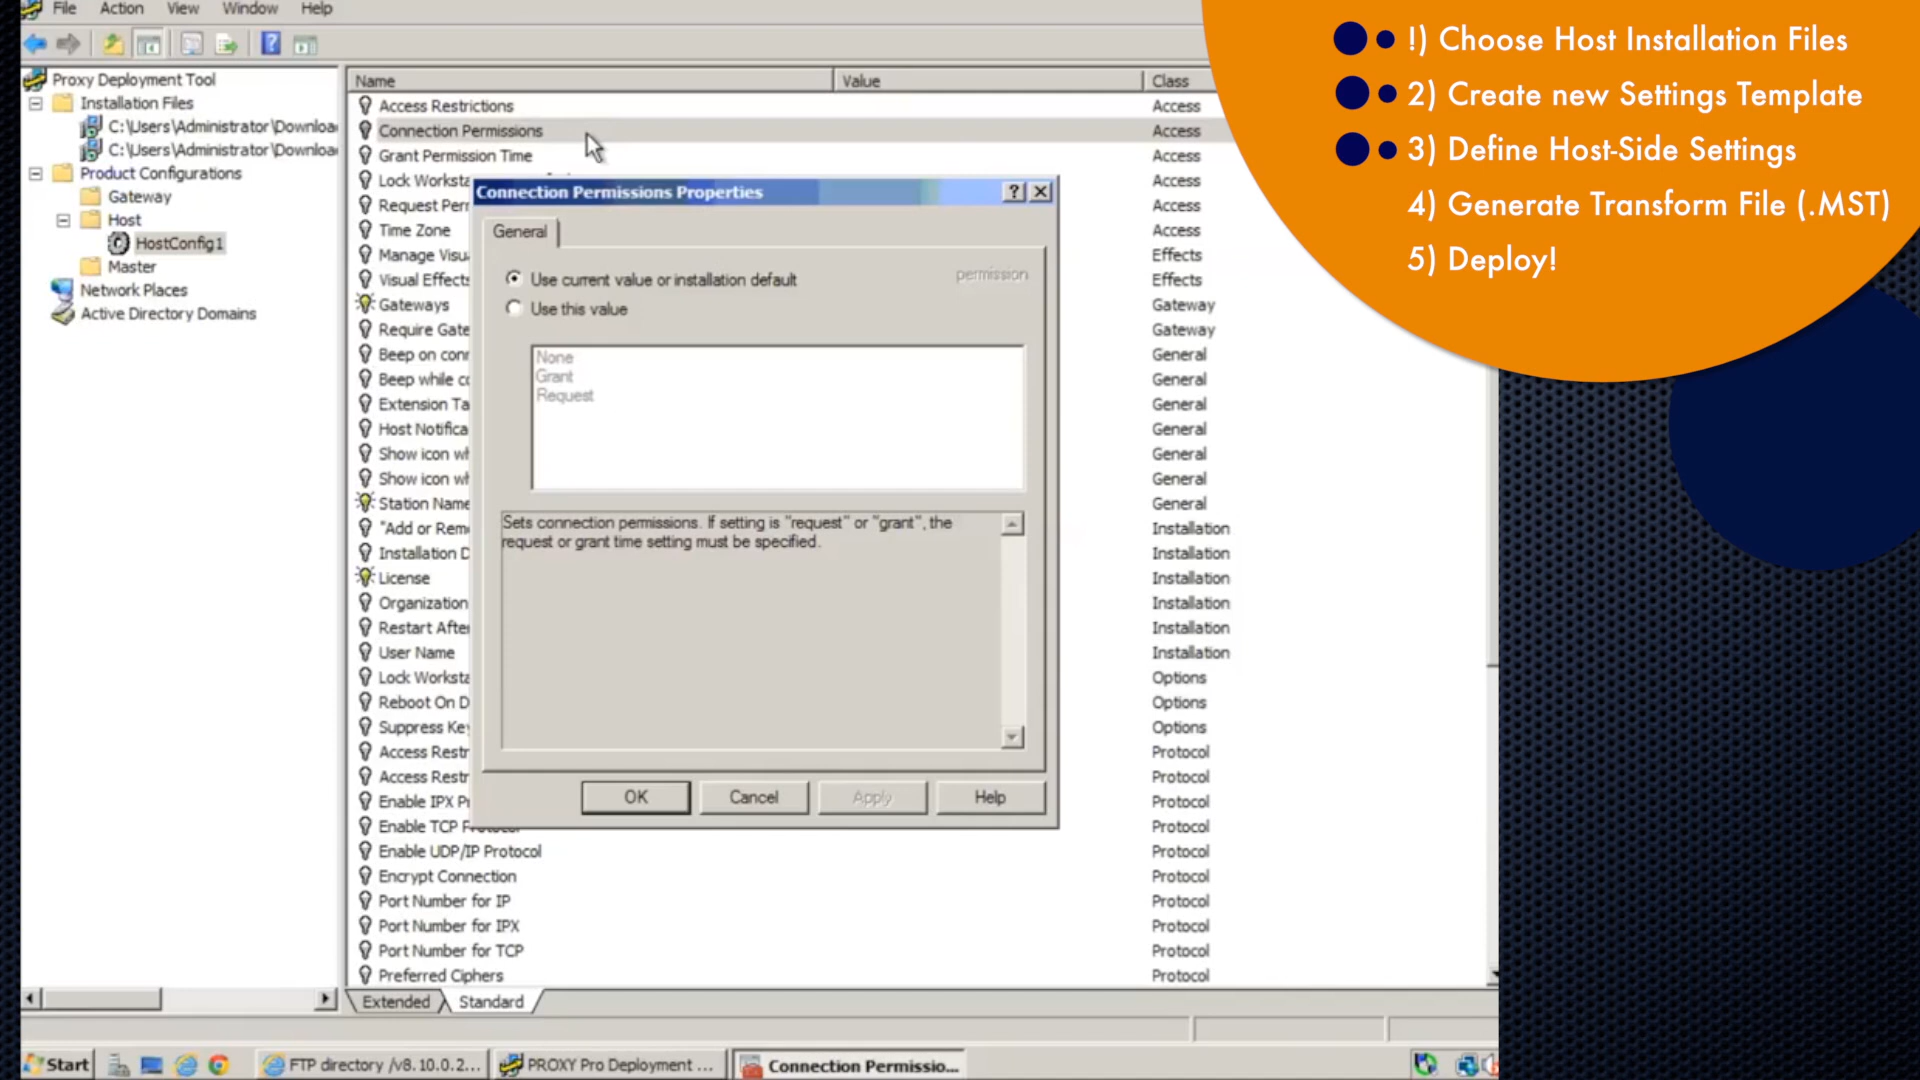 File Action View Window Help
!) Choose Host Installation Files
2) Create new Settings Template
3) Define Host-Side Settings
4) Generate Transform File (.MST)
5) Deploy!
Proxy Deployment Tool
Installation Files
C:\Users\Administrator\Downloa
C:\Users\Administrator\Downloa
Product Configurations
Gateway
Host
HostConfig1
Master
Network Places
Active Directory Domains
Name Value Class
Access Restrictions Access
Connection Permissions Access
Grant Permission Time Access
Lock Worksta Access
Request Perr Access
Time Zone Access
Manage Visu Effects
Visual Effects Effects
Gateways Gateway
Require Gate Gateway
Beep on conr General
Beep while co General
Extension Ta General
Host Notifica General
Show icon wh General
Show icon wh General
Station Name General
"Add or Rem Installation
Installation D Installation
License Installation
Organization Installation
Restart After Installation
User Name Installation
Lock Worksta Options
Reboot On D Options
Suppress Key Options
Access Restr Protocol
Access Restr Protocol
Enable IPX Pr Protocol
Enable TCP Protocol Protocol
Enable UDP/IP Protocol Protocol
Encrypt Connection Protocol
Port Number for IP Protocol
Port Number for IPX Protocol
Port Number for TCP Protocol
Preferred Ciphers Protocol
Connection Permissions Properties
General
Use current value or installation default permission
Use this value
None
Grant
Request
Sets connection permissions. If setting is "request" or "grant", the
request or grant time setting must be specified.
OK Cancel Apply Help
Extended Standard
Start FTP directory /v8.10.0.2... PROXY Pro Deployment ... Connection Permissio...